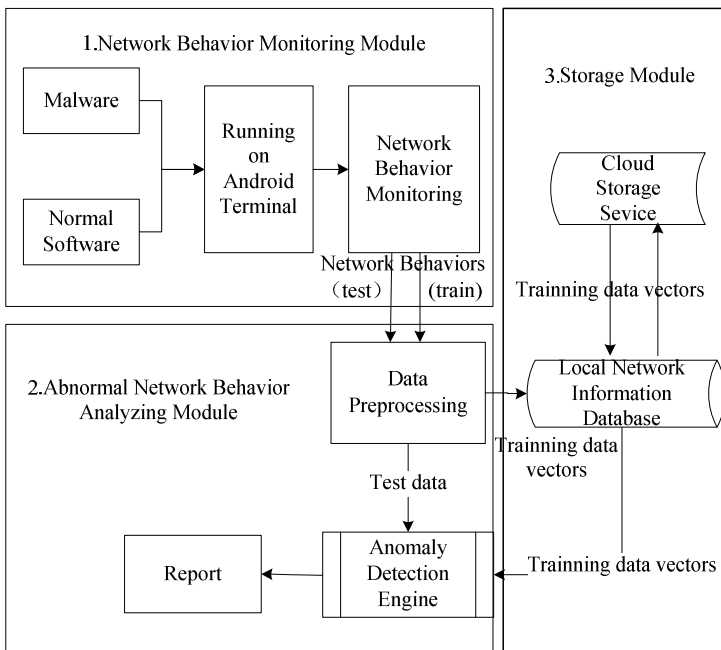 1.Network Behavior Monitoring Module
Malware
Normal
Software
Running
on
Android
Terminal
Network
Behavior
Monitoring
Network Behaviors
（test） (train)
2.Abnormal Network Behavior
Analyzing Module
Data
Preprocessing
Test data
Anomaly
Detection
Engine
Report
3.Storage Module
Cloud
Storage
Sevice
Trainning data vectors
Local Network
Information
Database
Trainning data
vectors
Trainning data vectors